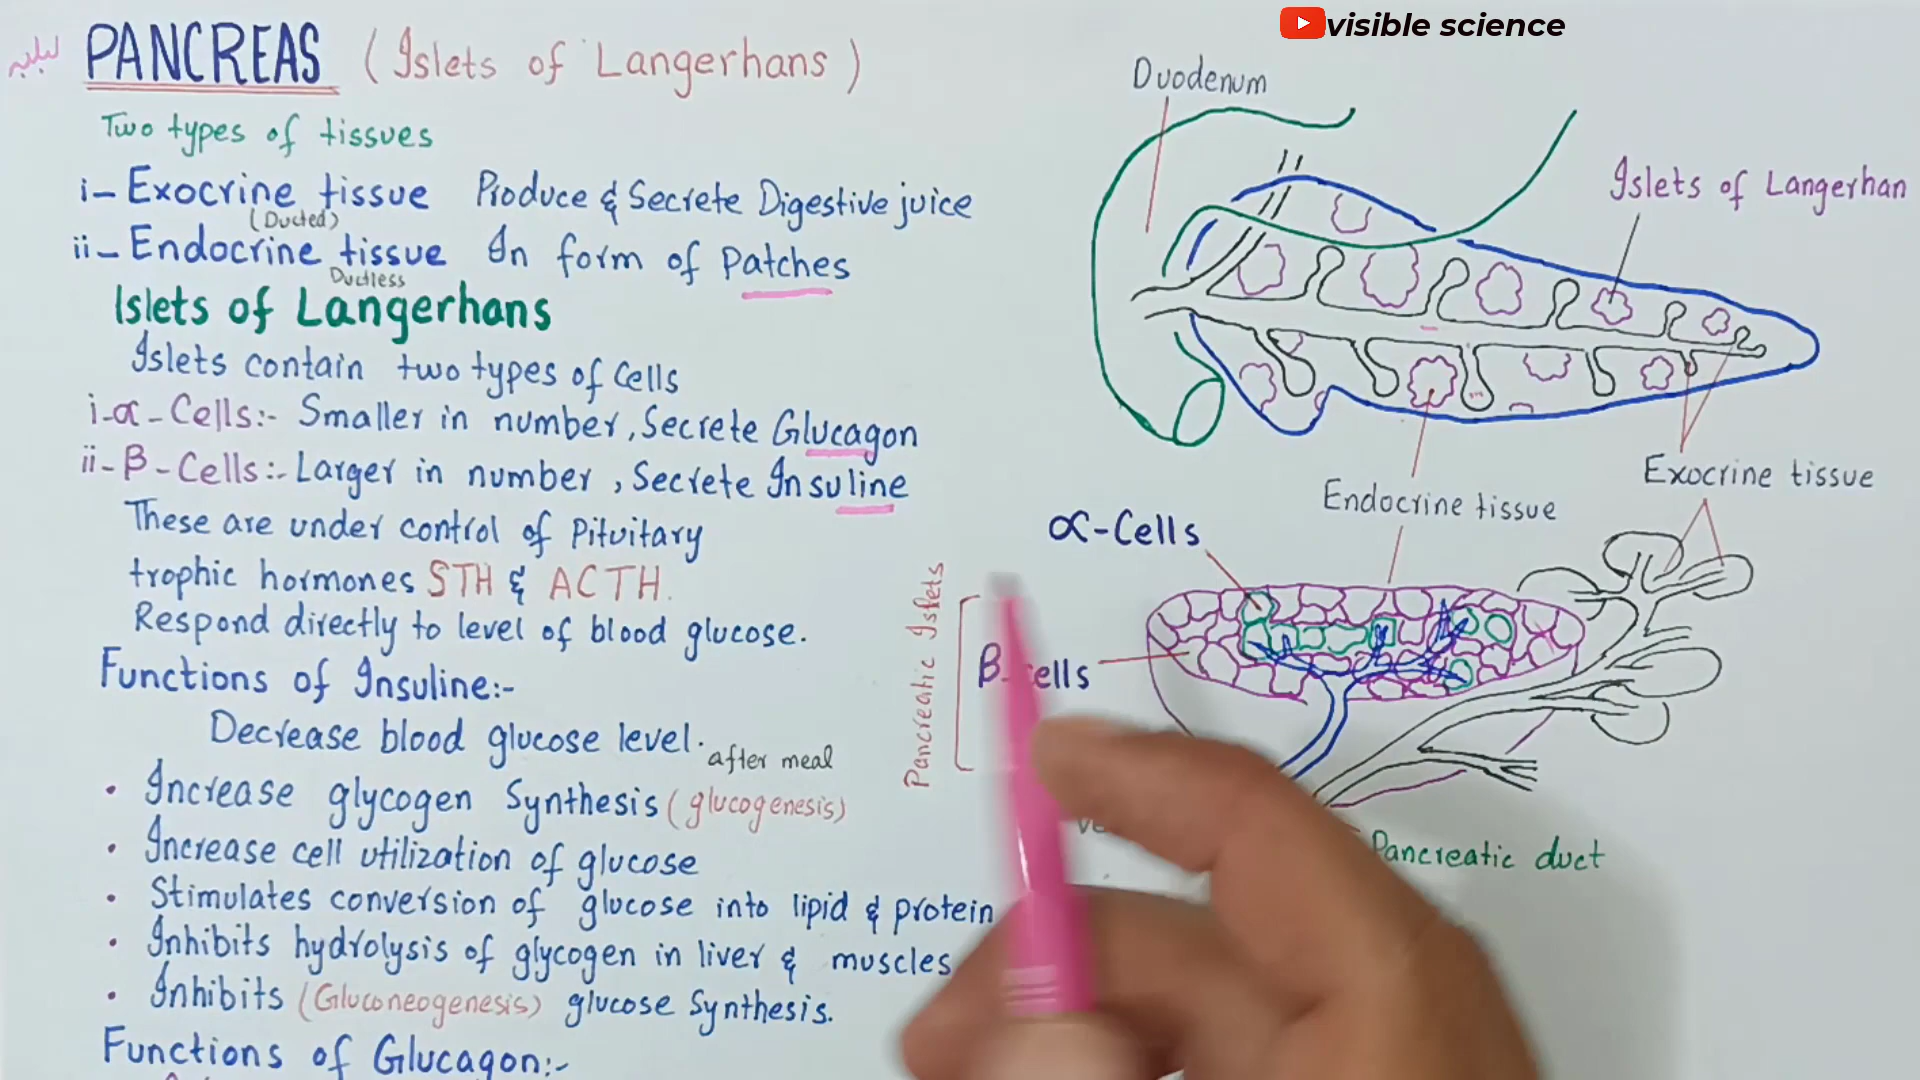 visible science
لبلبہ PANCREAS (Islets of Langerhans)
Two types of tissues
i- Exocrine tissue Produce & Secrete Digestive juice
(Ducted)
ii- Endocrine tissue In form of Patches
Ductless
Islets of Langerhans
Islets contain two types of cells
i-α-Cells:- Smaller in number, Secrete Glucagon
ii-β-Cells:- Larger in number, Secrete Insuline
These are under control of Pituitary
trophic hormones STH & ACTH.
Respond directly to level of blood glucose.
Functions of Insuline:-
Decrease blood glucose level. after meal
• Increase glycogen Synthesis (glucogenesis)
• Increase cell utilization of glucose
• Stimulates conversion of glucose into lipid & protein
• Inhibits hydrolysis of glycogen in liver & muscles
• Inhibits (Gluconeogenesis) glucose Synthesis.
Functions of Glucagon:-
Duodenum
Islets of Langerhan
Endocrine tissue
Exocrine tissue
α-Cells
Pancreatic Islets
β-cells
Pancreatic duct